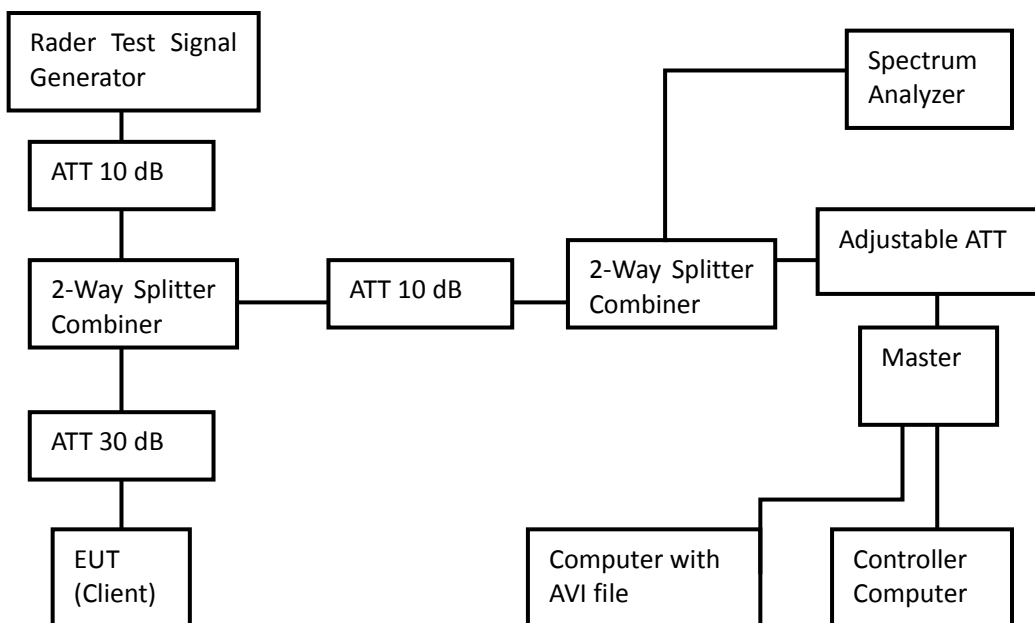 Rader Test Signal
Generator
Spectrum
Analyzer
ATT 10 dB
Adjustable ATT
2-Way Splitter
Combiner
ATT 10 dB
2-Way Splitter
Combiner
Master
ATT 30 dB
EUT
(Client)
Computer with
AVI file
Controller
Computer